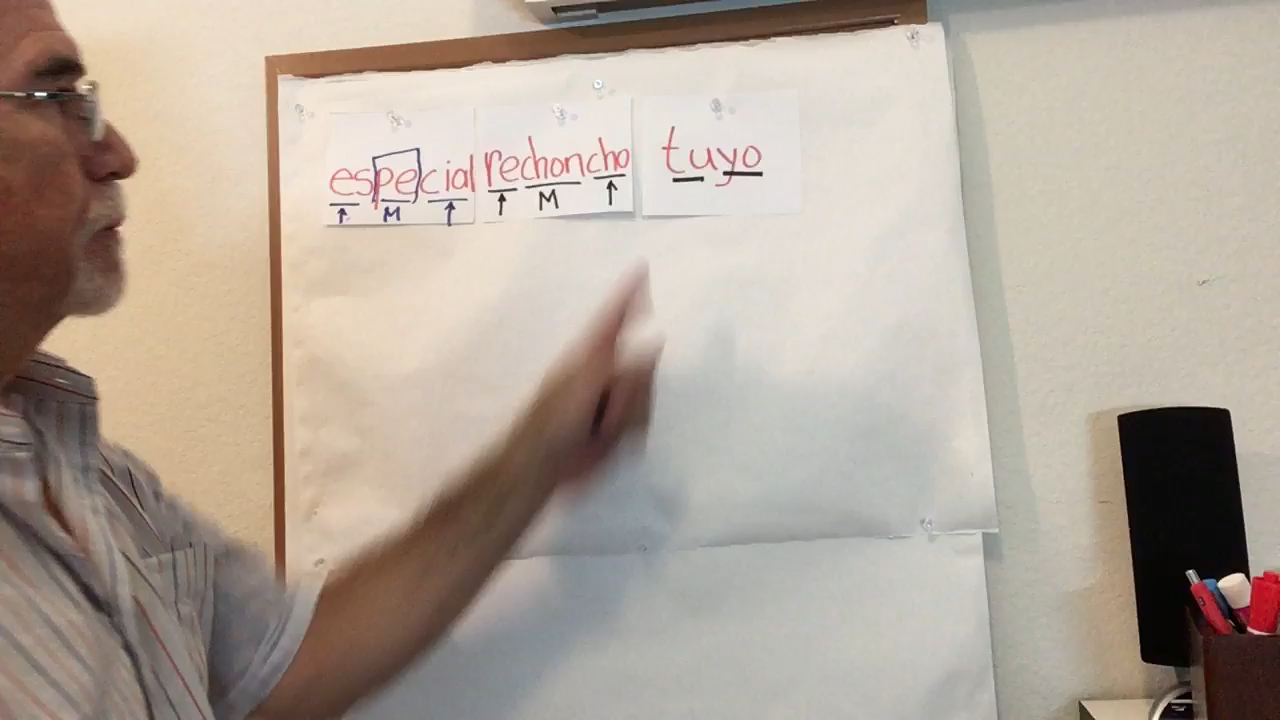 especial rechoncho tuyo
↑ M ↑ ↑ M ↑